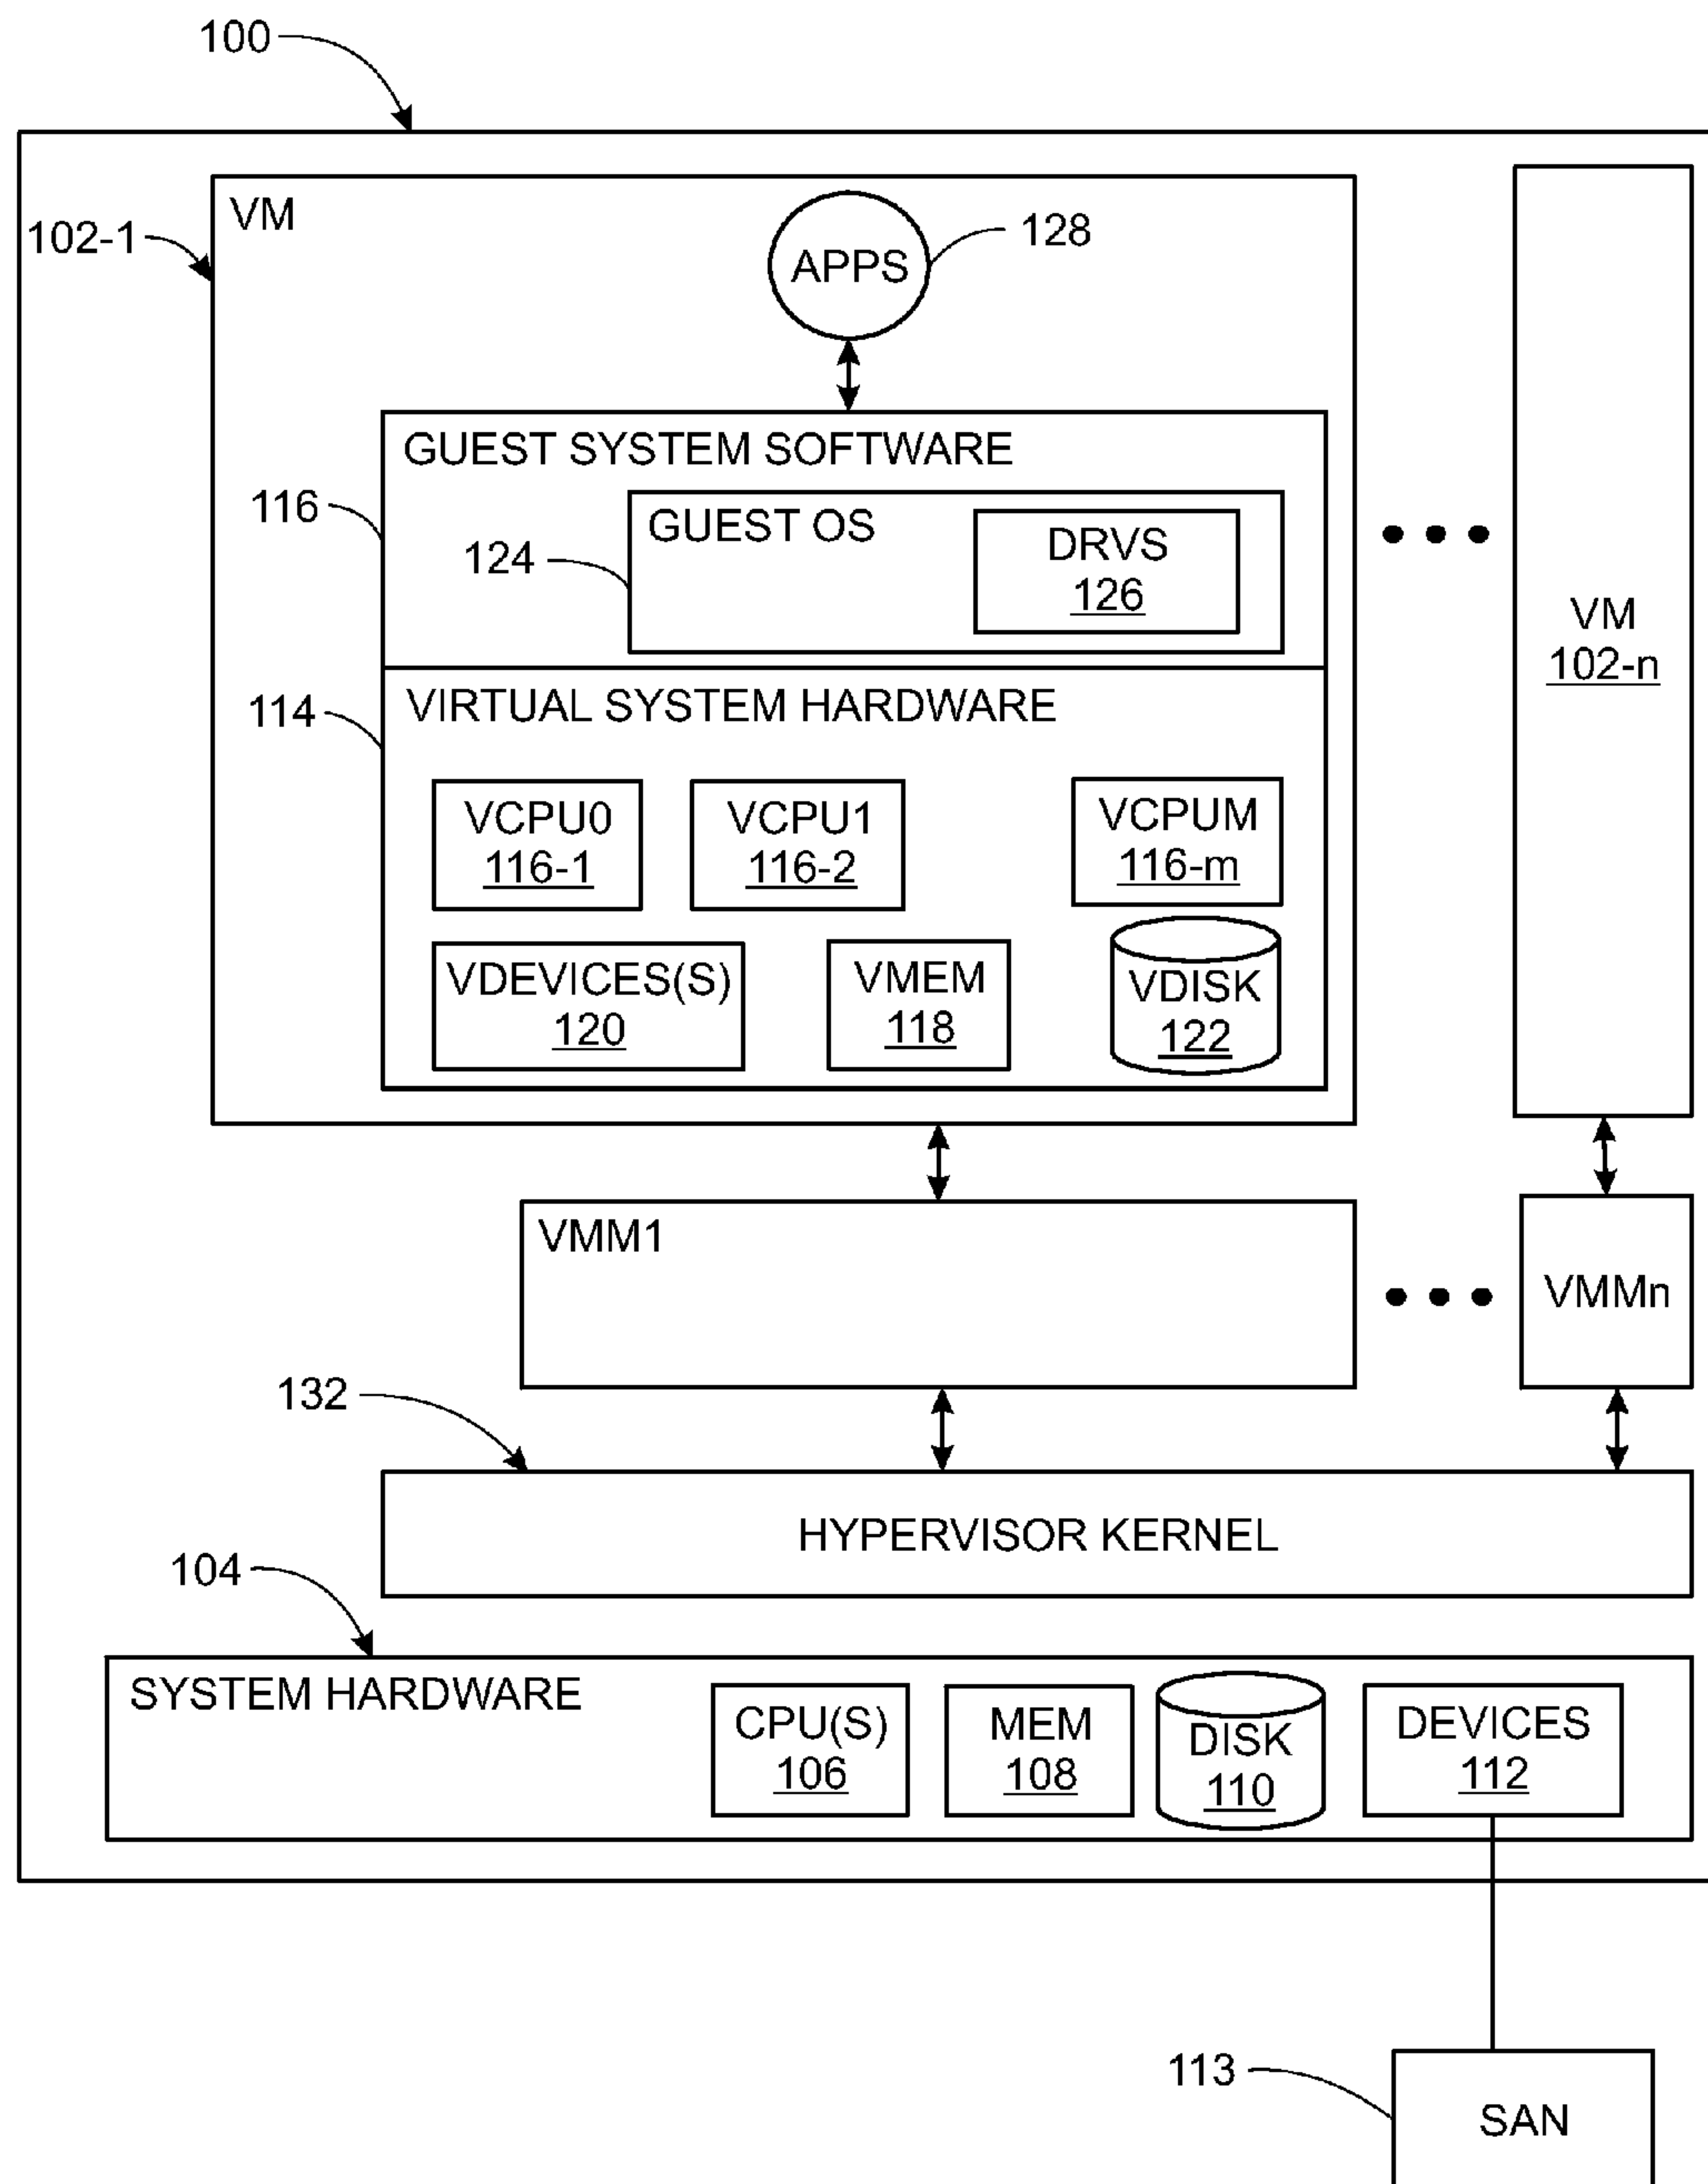 100
VM
102-1
128
APPS
GUEST SYSTEM SOFTWARE
116
GUEST OS
124
DRVS
126
VM
102-n
114
VIRTUAL SYSTEM HARDWARE
VCPU0
116-1
VCPU1
116-2
VCPUM
116-m
VDEVICES(S)
120
VMEM
118
VDISK
122
VMM1
VMMn
132
HYPERVISOR KERNEL
104
SYSTEM HARDWARE
CPU(S)
106
MEM
108
DISK
110
DEVICES
112
113
SAN